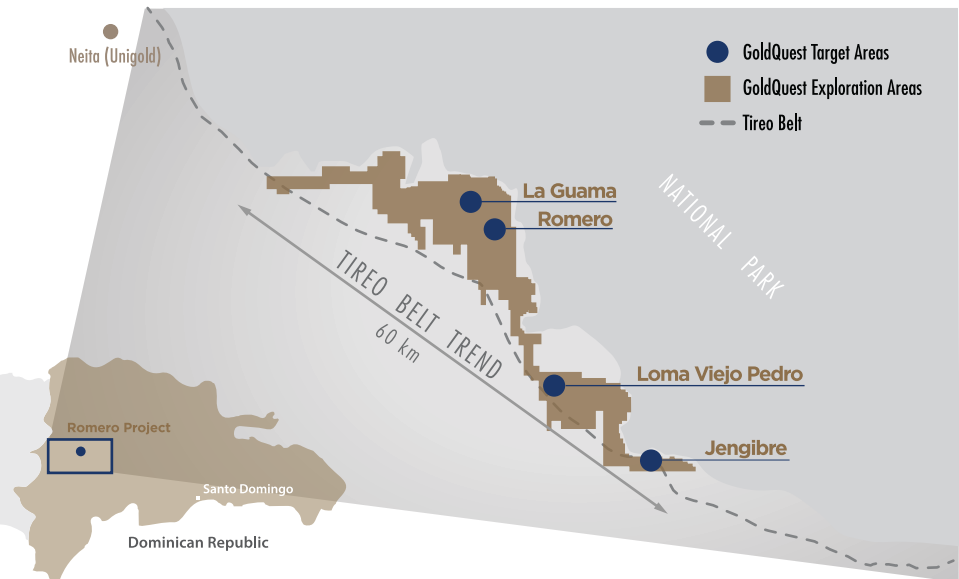 Neita (Unigold)
GoldQuest Target Areas
GoldQuest Exploration Areas
Tireo Belt
La Guama
Romero
NATIONAL PARK
TIREO BELT TREND
60 km
Loma Viejo Pedro
Jengibre
Romero Project
Santo Domingo
Dominican Republic